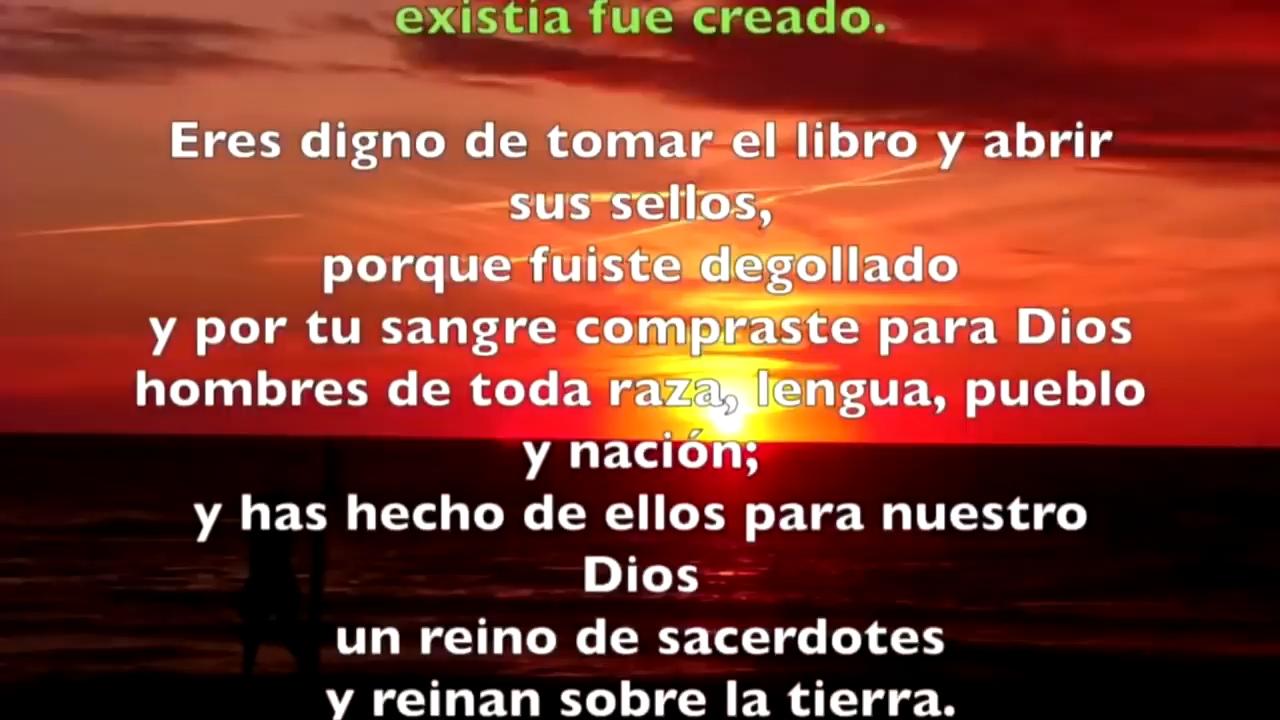 existía fue creado.
Eres digno de tomar el libro y abrir
sus sellos,
porque fuiste degollado
y por tu sangre compraste para Dios
hombres de toda raza, lengua, pueblo
y nación;
y has hecho de ellos para nuestro
Dios
un reino de sacerdotes
y reinan sobre la tierra.